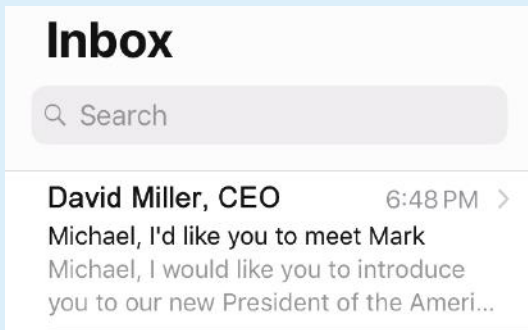 Inbox
Search
David Miller, CEO 6:48 PM
Michael, I'd like you to meet Mark
Michael, I would like you to introduce
you to our new President of the Ameri...